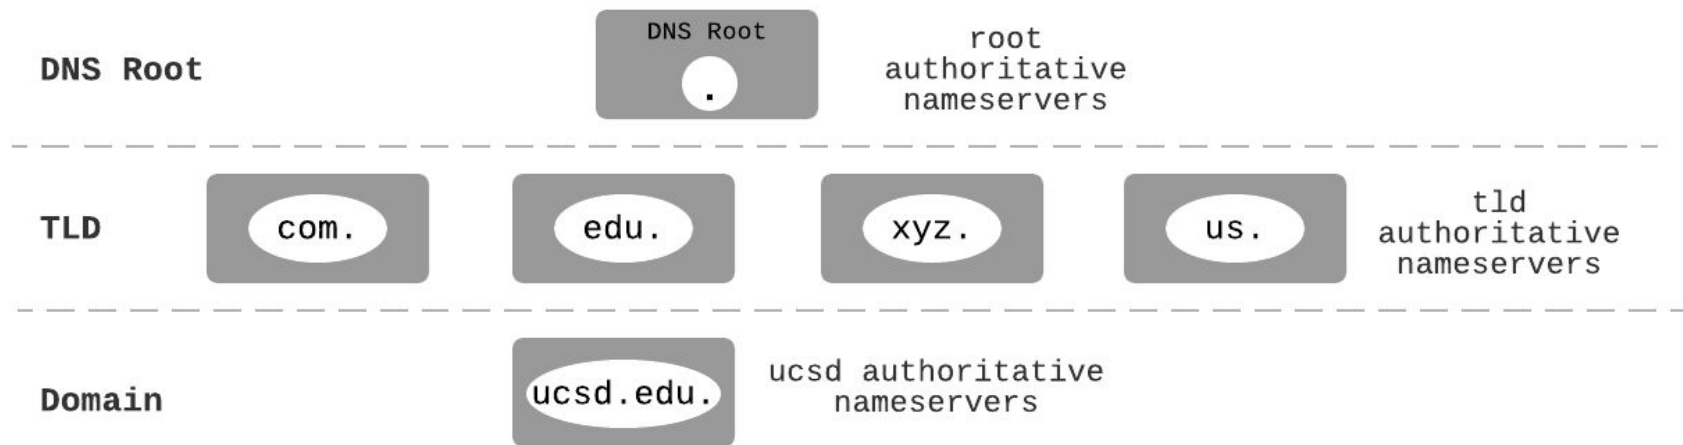 DNS Root
DNS Root
.
root
authoritative
nameservers
TLD
com.
edu.
xyz.
us.
tld
authoritative
nameservers
Domain
ucsd.edu.
ucsd authoritative
nameservers